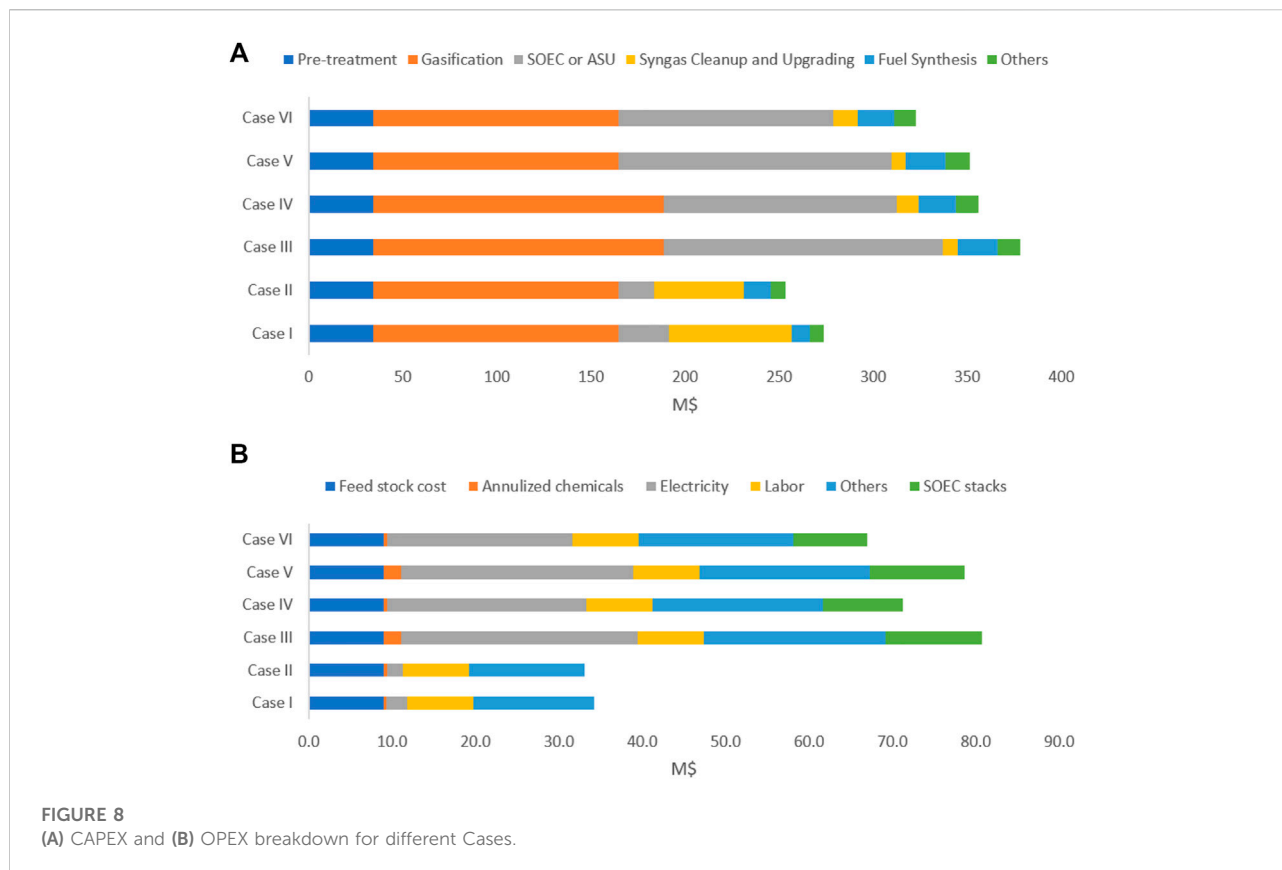 A
Pre-treatment Gasification SOEC or ASU Syngas Cleanup and Upgrading Fuel Synthesis Others
Case VI
Case V
Case IV
Case III
Case II
Case I
0 50 100 150 200 250 300 350 400
M$
B
Feed stock cost Annulized chemicals Electricity Labor Others SOEC stacks
Case VI
Case V
Case IV
Case III
Case II
Case I
0.0 10.0 20.0 30.0 40.0 50.0 60.0 70.0 80.0 90.0
M$
FIGURE 8
(A) CAPEX and (B) OPEX breakdown for different Cases.